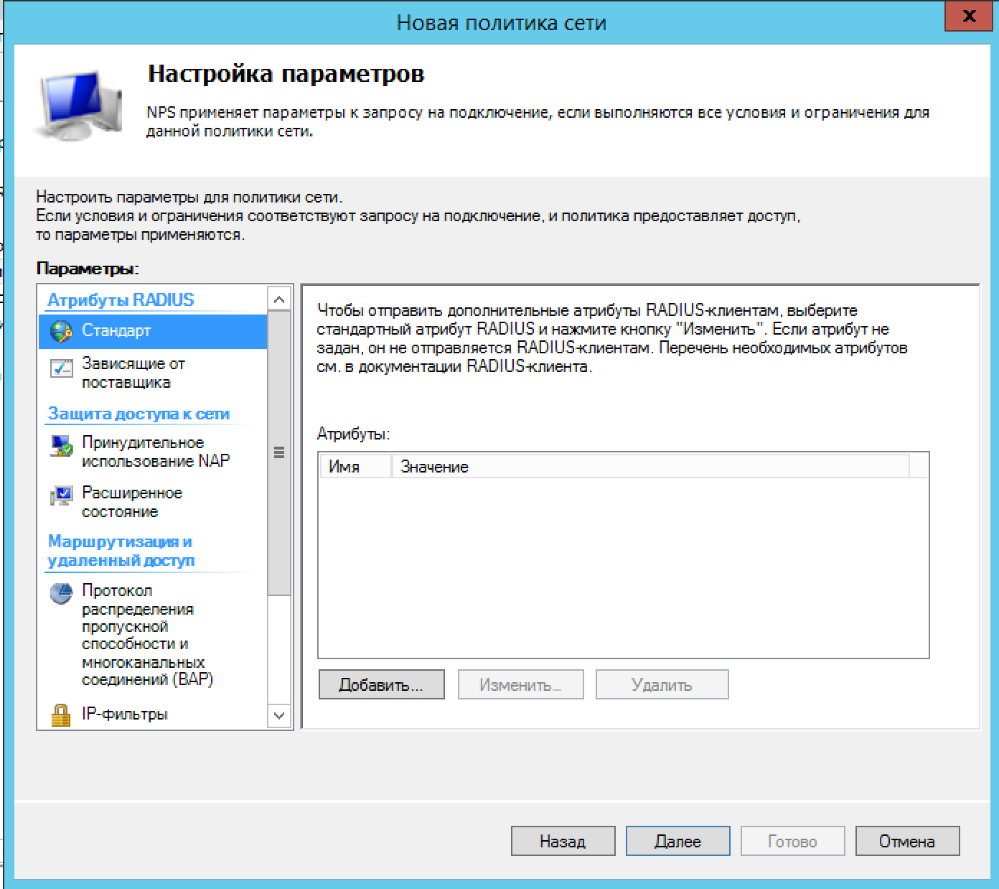 Новая политика сети
x
Настройка параметров
NPS применяет параметры к запросу на подключение, если выполняются все условия и ограничения для
данной политики сети.
Настроить параметры для политики сети.
Если условия и ограничения соответствуют запросу на подключение, и политика предоставляет доступ,
то параметры применяются.
Параметры:
Атрибуты RADIUS
Стандарт
Зависящие от
поставщика
Защита доступа к сети
Принудительное
использование NAP
Расширенное
состояние
Маршрутизация и
удаленный доступ
Протокол
распределения
пропускной
способности и
многоканальных
соединений (BAP)
IP-фильтры
Чтобы отправить дополнительные атрибуты RADIUS-клиентам, выберите
стандартный атрибут RADIUS и нажмите кнопку "Изменить". Если атрибут не
задан, он не отправляется RADIUS-клиентам. Перечень необходимых атрибутов
см. в документации RADIUS-клиента.
Атрибуты:
Имя Значение
Добавить... Изменить... Удалить
Назад Далее Готово Отмена